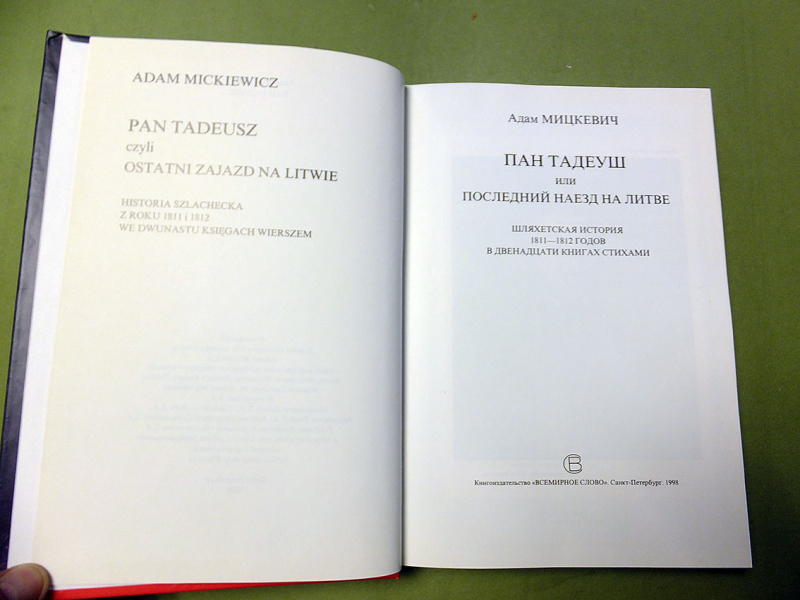 ADAM MICKIEWICZ
PAN TADEUSZ
czyli
OSTATNI ZAJAZD NA LITWIE
HISTORIA SZLACHECKA
Z ROKU 1811 i 1812
WE DWUNASTU KSIĘGACH WIERSZEM
Адам МИЦКЕВИЧ
ПАН ТАДЕУШ
ИЛИ
ПОСЛЕДНИЙ НАЕЗД НА ЛИТВЕ
ШЛЯХЕТСКАЯ ИСТОРИЯ
1811—1812 ГОДОВ
В ДВЕНАДЦАТИ КНИГАХ СТИХАМИ
Книгоиздательство «ВСЕМИРНОЕ СЛОВО». Санкт-Петербург. 1998